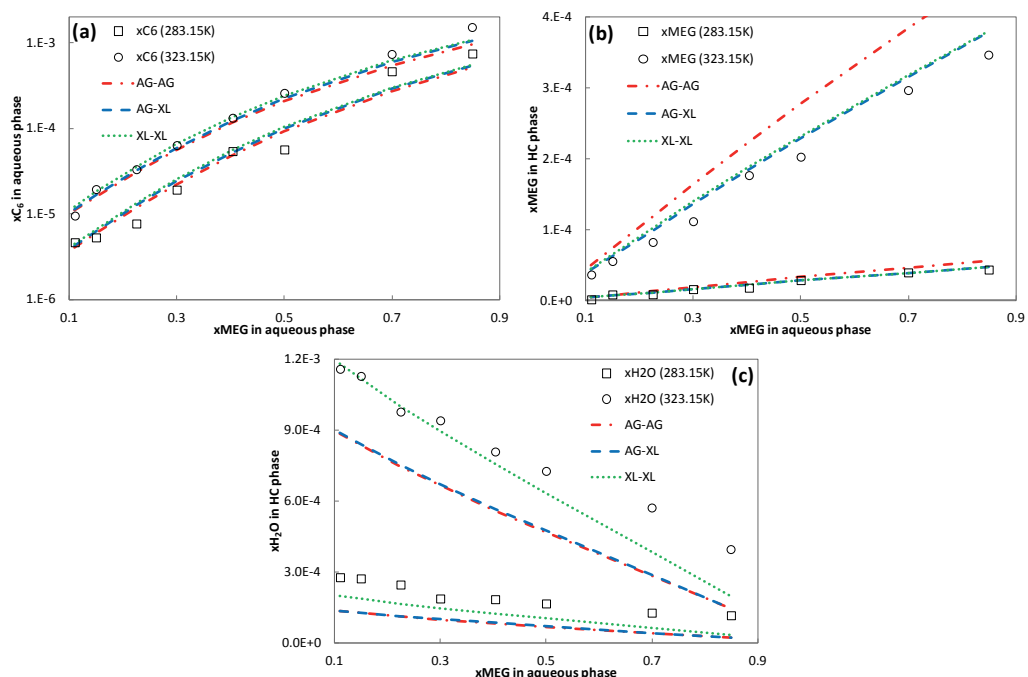 (a)
xC6 (283.15K)
xC6 (323.15K)
AG-AG
AG-XL
XL-XL
1.E-3
1.E-4
1.E-5
1.E-6
xC₆ in aqueous phase
0.1 0.3 0.5 0.7 0.9
xMEG in aqueous phase
(b)
xMEG (283.15K)
xMEG (323.15K)
AG-AG
AG-XL
XL-XL
4.E-4
3.E-4
2.E-4
1.E-4
0.E+0
xMEG in HC phase
0.1 0.3 0.5 0.7 0.9
xMEG in aqueous phase
(c)
xH2O (283.15K)
xH2O (323.15K)
AG-AG
AG-XL
XL-XL
1.2E-3
9.0E-4
6.0E-4
3.0E-4
0.0E+0
xH₂O in HC phase
0.1 0.3 0.5 0.7 0.9
xMEG in aqueous phase